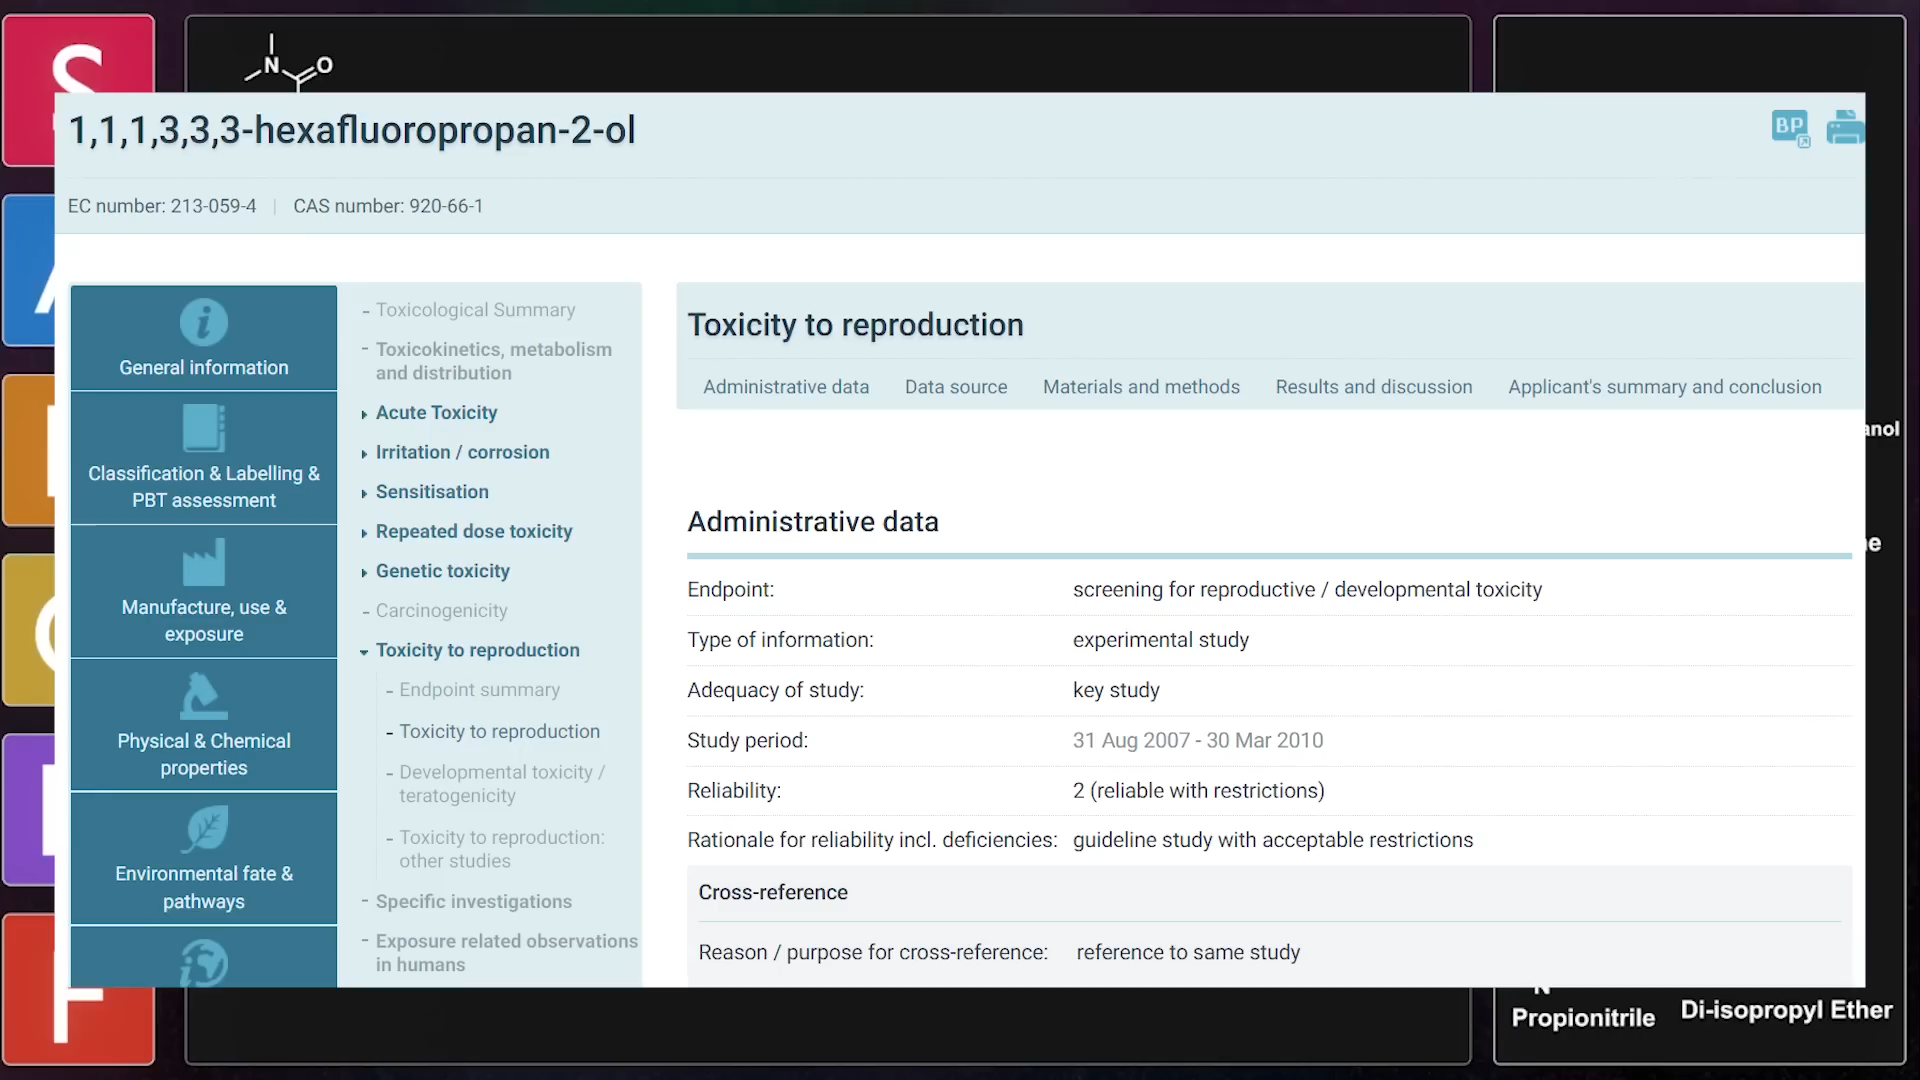 S
N
O
1,1,1,3,3,3-hexafluoropropan-2-ol
BP
EC number: 213-059-4 | CAS number: 920-66-1
General information
Classification & Labelling &
PBT assessment
Manufacture, use &
exposure
Physical & Chemical
properties
Environmental fate &
pathways
- Toxicological Summary
- Toxicokinetics, metabolism
and distribution
Acute Toxicity
Irritation / corrosion
Sensitisation
Repeated dose toxicity
Genetic toxicity
- Carcinogenicity
Toxicity to reproduction
- Endpoint summary
- Toxicity to reproduction
- Developmental toxicity /
teratogenicity
- Toxicity to reproduction:
other studies
- Specific investigations
- Exposure related observations
in humans
Toxicity to reproduction
Administrative data Data source Materials and methods Results and discussion Applicant's summary and conclusion
Administrative data
Endpoint: screening for reproductive / developmental toxicity
Type of information: experimental study
Adequacy of study: key study
Study period: 31 Aug 2007 - 30 Mar 2010
Reliability: 2 (reliable with restrictions)
Rationale for reliability incl. deficiencies: guideline study with acceptable restrictions
Cross-reference
Reason / purpose for cross-reference: reference to same study
F
Propionitrile
Di-isopropyl Ether